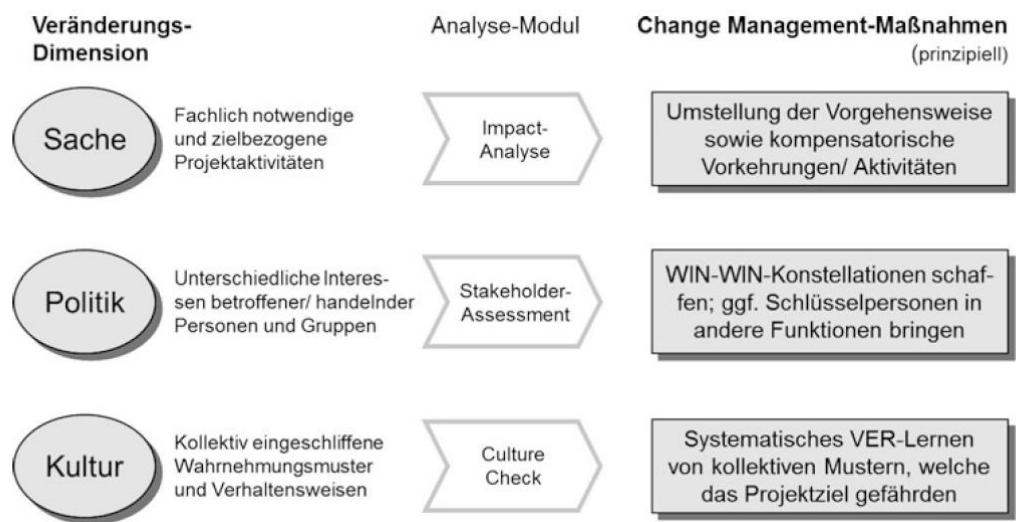 Veränderungs-
Dimension
Analyse-Modul
Change Management-Maßnahmen
(prinzipiell)
Sache
Fachlich notwendige
und zielbezogene
Projektaktivitäten
Impact-
Analyse
Umstellung der Vorgehensweise
sowie kompensatorische
Vorkehrungen/ Aktivitäten
Politik
Unterschiedliche Interes-
sen betroffener/ handelnder
Personen und Gruppen
Stakeholder-
Assessment
WIN-WIN-Konstellationen schaf-
fen; ggf. Schlüsselpersonen in
andere Funktionen bringen
Kultur
Kollektiv eingeschliffene
Wahrnehmungsmuster
und Verhaltensweisen
Culture
Check
Systematisches VER-Lernen
von kollektiven Mustern, welche
das Projektziel gefährden